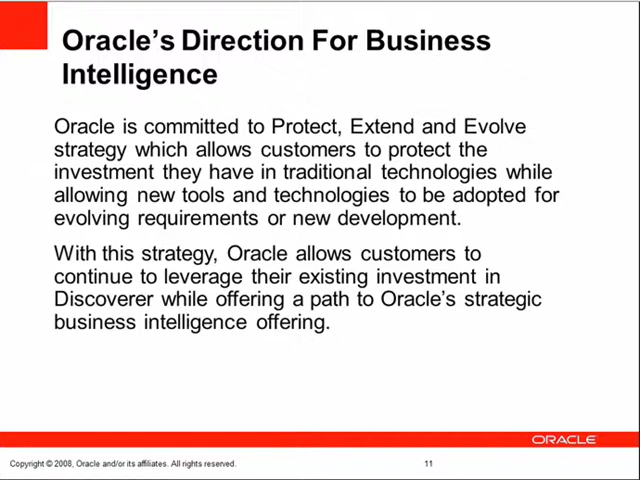 Oracle's Direction For Business
Intelligence
Oracle is committed to Protect, Extend and Evolve
strategy which allows customers to protect the
investment they have in traditional technologies while
allowing new tools and technologies to be adopted for
evolving requirements or new development.
With this strategy, Oracle allows customers to
continue to leverage their existing investment in
Discoverer while offering a path to Oracle's strategic
business intelligence offering.
ORACLE
Copyright © 2008, Oracle and/or its affiliates. All rights reserved. 11